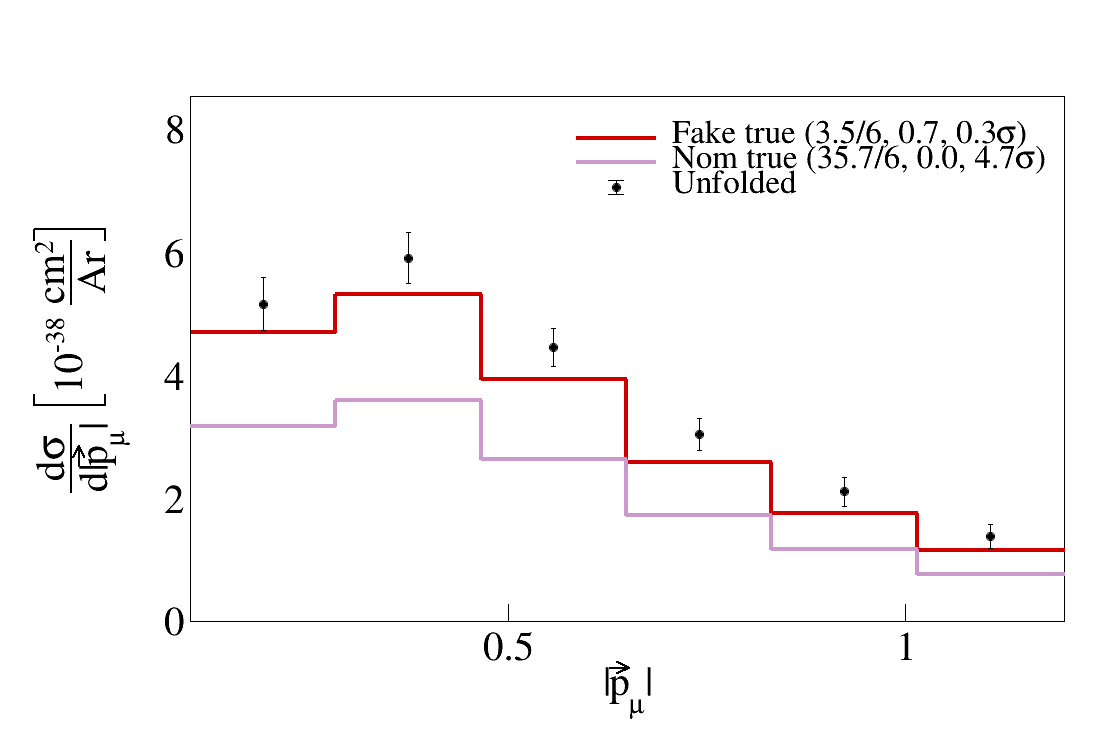 Fake true (3.5/6, 0.7, 0.3σ)
Nom true (35.7/6, 0.0, 4.7σ)
Unfolded
8
6
4
2
0
0.5
1
|p⃗μ|
dσ/d|p⃗μ| [10⁻³⁸ cm²/Ar]